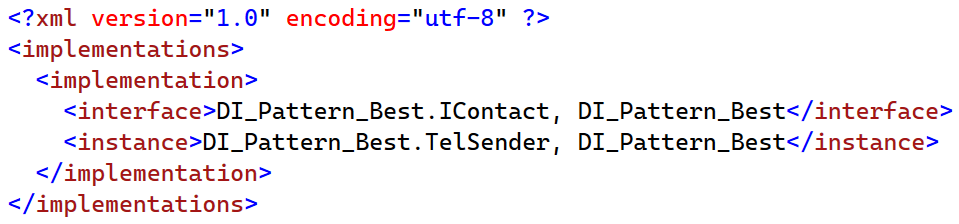 <?xml version="1.0" encoding="utf-8" ?>
<implementations>
  <implementation>
    <interface>DI_Pattern_Best.IContact, DI_Pattern_Best</interface>
    <instance>DI_Pattern_Best.TelSender, DI_Pattern_Best</instance>
  </implementation>
</implementations>